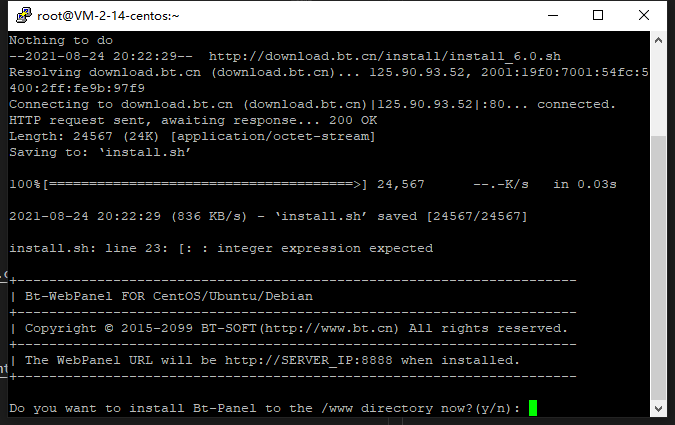 root@VM-2-14-centos:~
Nothing to do
--2021-08-24 20:22:29--  http://download.bt.cn/install/install_6.0.sh
Resolving download.bt.cn (download.bt.cn)... 125.90.93.52, 2001:19f0:7001:54fc:5
400:2ff:fe9b:97f9
Connecting to download.bt.cn (download.bt.cn)|125.90.93.52|:80... connected.
HTTP request sent, awaiting response... 200 OK
Length: 24567 (24K) [application/octet-stream]
Saving to: ‘install.sh’
100%[======================================>] 24,567      --.-K/s   in 0.03s
2021-08-24 20:22:29 (836 KB/s) - ‘install.sh’ saved [24567/24567]
install.sh: line 23: [: : integer expression expected
+----------------------------------------------------------------------
| Bt-WebPanel FOR CentOS/Ubuntu/Debian
+----------------------------------------------------------------------
| Copyright © 2015-2099 BT-SOFT(http://www.bt.cn) All rights reserved.
+----------------------------------------------------------------------
| The WebPanel URL will be http://SERVER_IP:8888 when installed.
+----------------------------------------------------------------------
Do you want to install Bt-Panel to the /www directory now?(y/n):